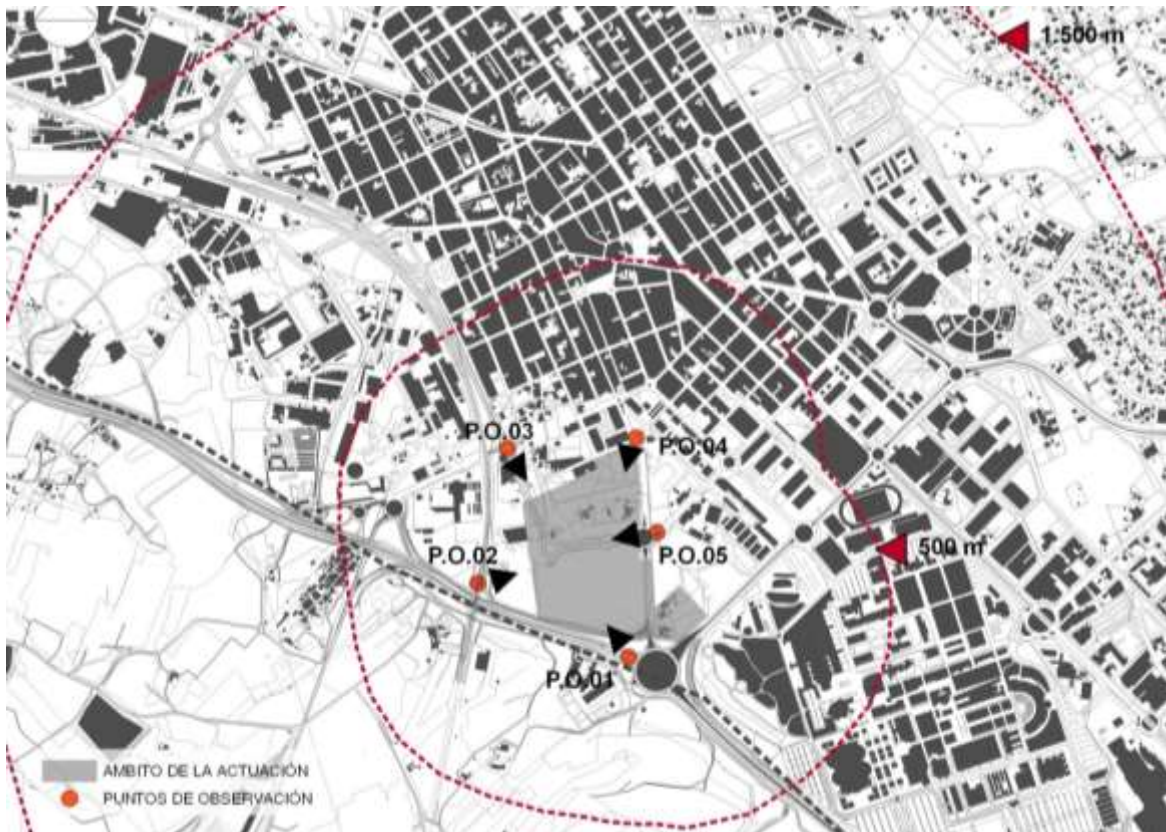 1.500 m
P.O.03
P.O.04
P.O.02
P.O.05
500 m
P.O.01
AMBITO DE LA ACTUACIÓN
PUNTOS DE OBSERVACIÓN